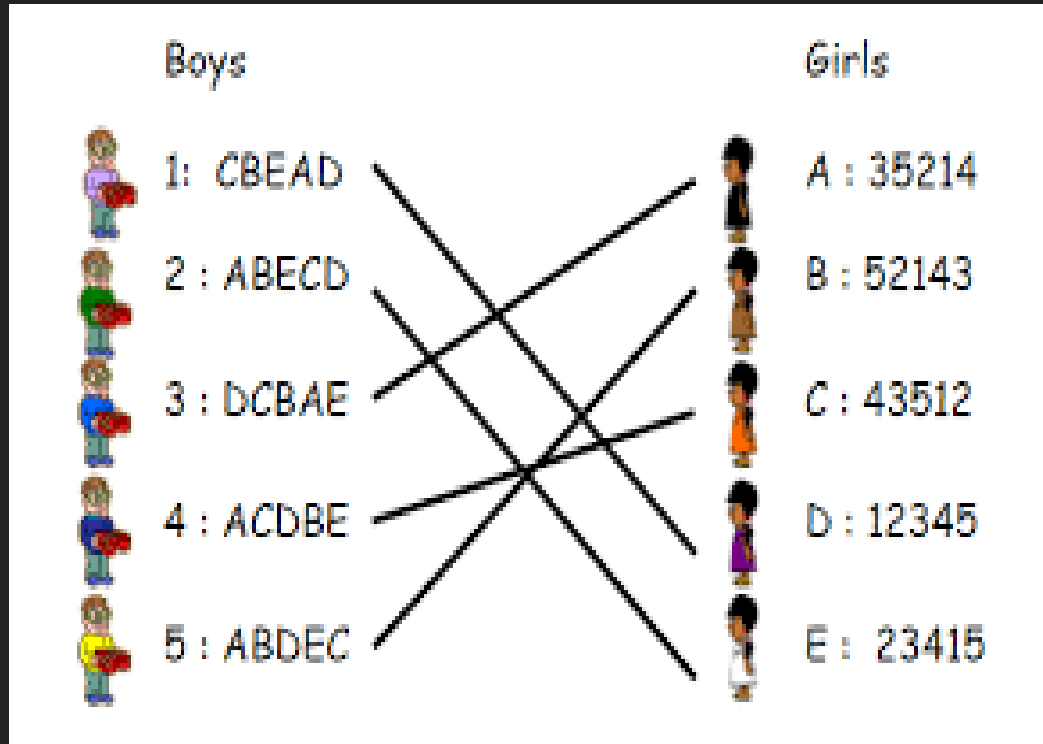 Boys Girls
1: CBEAD A : 35214
2 : ABECD B : 52143
3 : DCBAE C : 43512
4 : ACDBE D : 12345
5 : ABDEC E : 23415